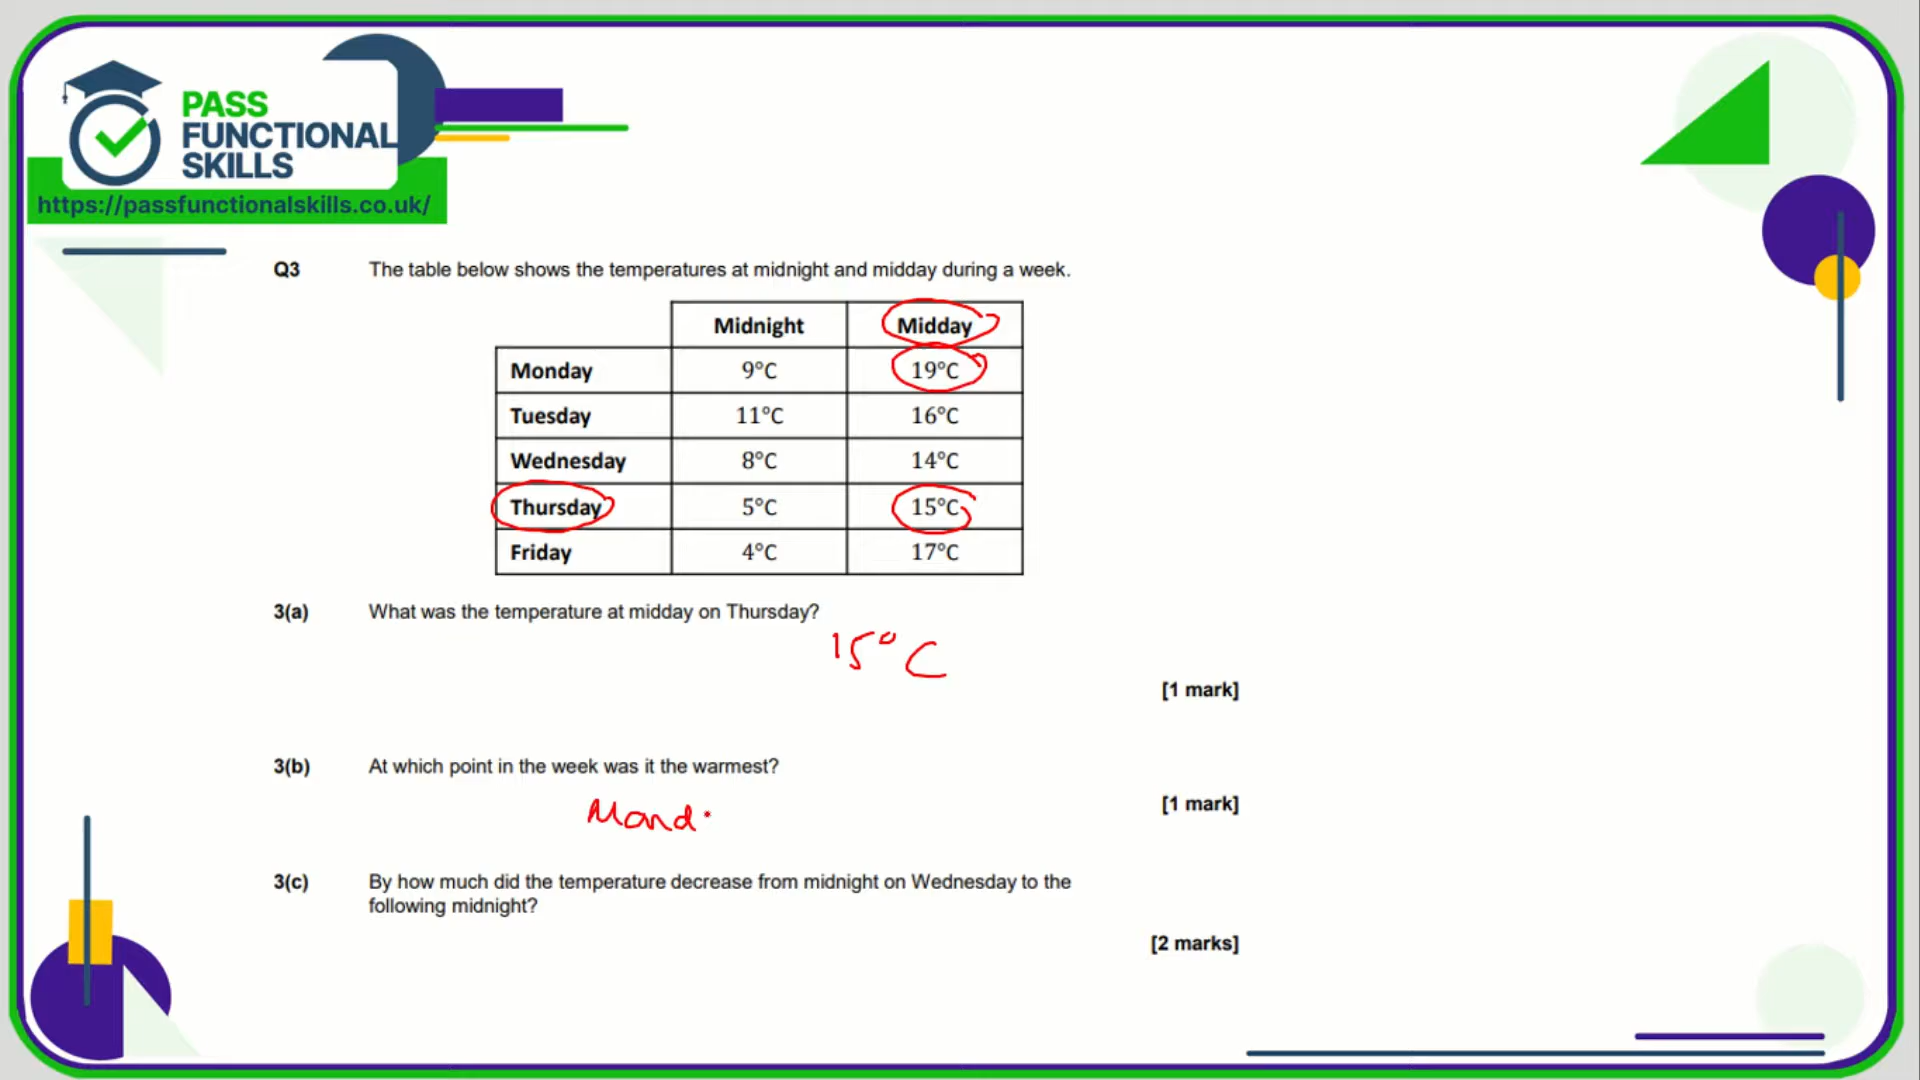 PASS
FUNCTIONAL
SKILLS
https://passfunctionalskills.co.uk/
Q3 The table below shows the temperatures at midnight and midday during a week.
Midnight Midday
Monday 9°C 19°C
Tuesday 11°C 16°C
Wednesday 8°C 14°C
Thursday 5°C 15°C
Friday 4°C 17°C
3(a) What was the temperature at midday on Thursday?
15°C
[1 mark]
3(b) At which point in the week was it the warmest?
[1 mark]
Mond
3(c) By how much did the temperature decrease from midnight on Wednesday to the
following midnight?
[2 marks]